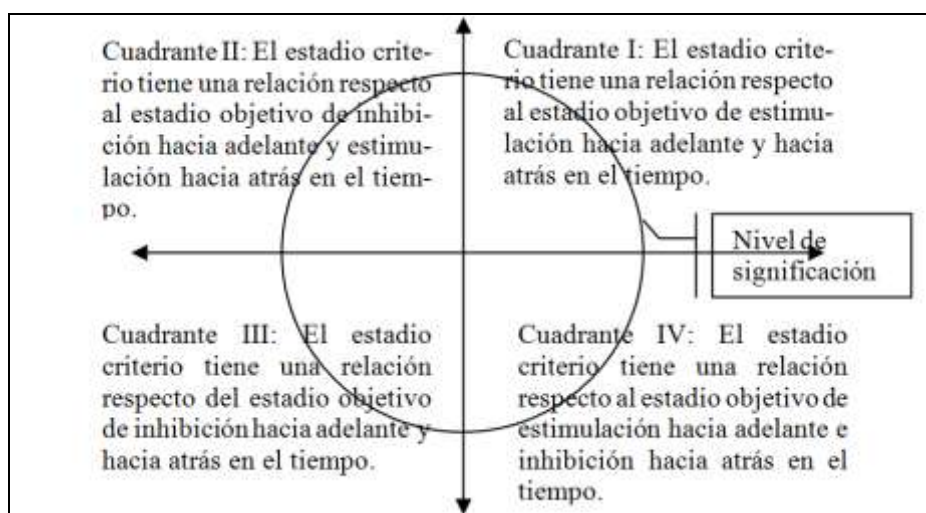 Cuadrante II: El estadio crite-
rio tiene una relación respecto
al estadio objetivo de inhibi-
ción hacia adelante y estimu-
lación hacia atrás en el tiem-
po.
Cuadrante I: El estadio crite-
rio tiene una relación respecto
al estadio objetivo de estimu-
lación hacia adelante y hacia
atrás en el tiempo.
Nivel de
significación
Cuadrante III: El estadio
criterio tiene una relación
respecto del estadio objetivo
de inhibición hacia adelante y
hacia atrás en el tiempo.
Cuadrante IV: El estadio
criterio tiene una relación
respecto al estadio objetivo de
estimulación hacia adelante e
inhibición hacia atrás en el
tiempo.